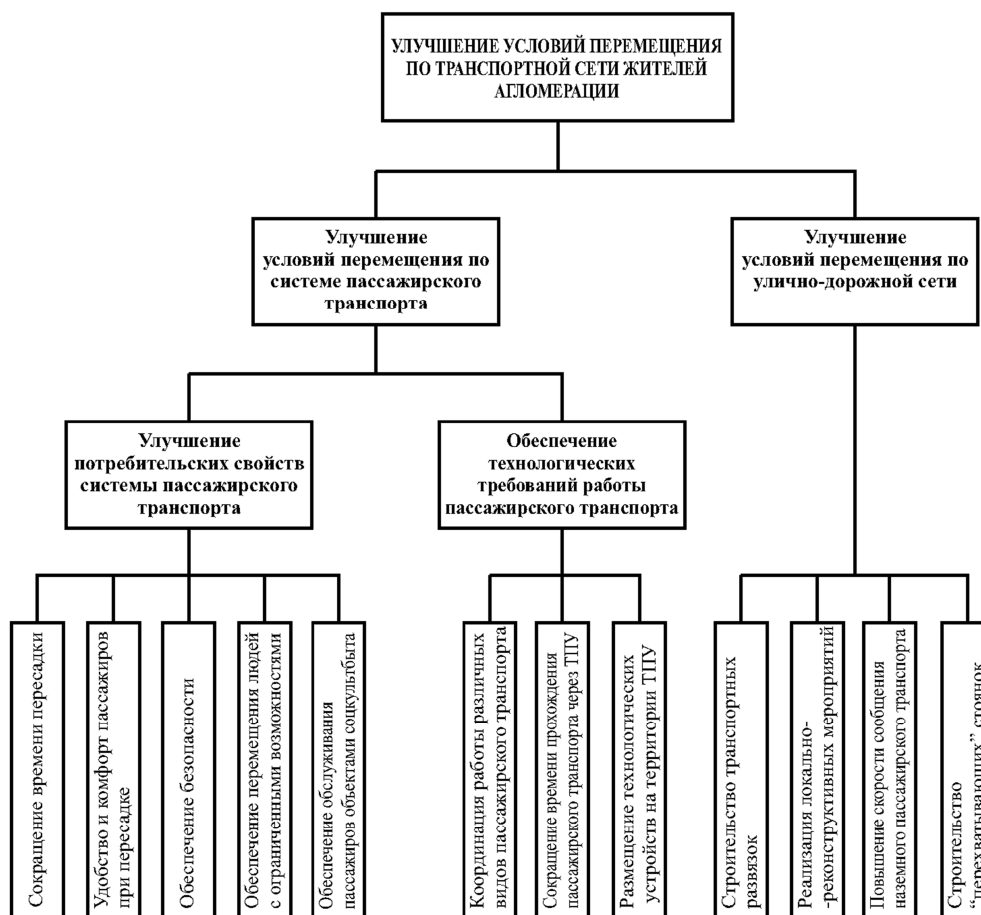 УЛУЧШЕНИЕ УСЛОВИЙ ПЕРЕМЕЩЕНИЯ
ПО ТРАНСПОРТНОЙ СЕТИ ЖИТЕЛЕЙ
АГЛОМЕРАЦИИ
Улучшение
условий перемещения по
системе пассажирского
транспорта
Улучшение
условий перемещения по
улично-дорожной сети
Улучшение
потребительских свойств
системы пассажирского
транспорта
Обеспечение
технологических
требований работы
пассажирского транспорта
Сокращение времени пересадки
Удобство и комфорт пассажиров
при пересадке
Обеспечение безопасности
Обеспечение перемещения людей
с ограниченными возможностями
Обеспечение обслуживания
пассажиров объектами соцкультбыта
Координация работы различных
видов пассажирского транспорта
Сокращение времени прохождения
пассажирского транспорта через ТПУ
Размещение технологических
устройств на территории ТПУ
Строительство транспортных
развязок
Реализация локально-
-реконструктивных мероприятий
Повышение скорости сообщения
наземного пассажирского транспорта
Строительство
“перехватывающих” стоянок